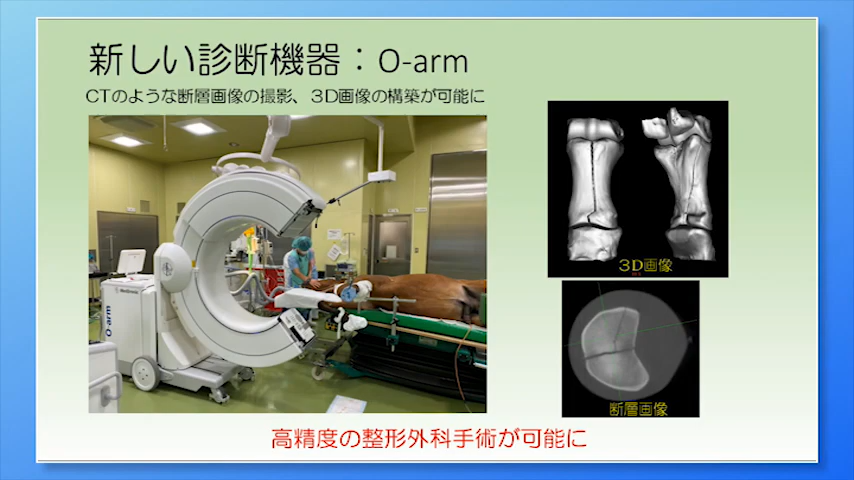 新しい診断機器：O-arm
CTのような断層画像の撮影、3D画像の構築が可能に
O-arm
3D画像
断層画像
高精度の整形外科手術が可能に